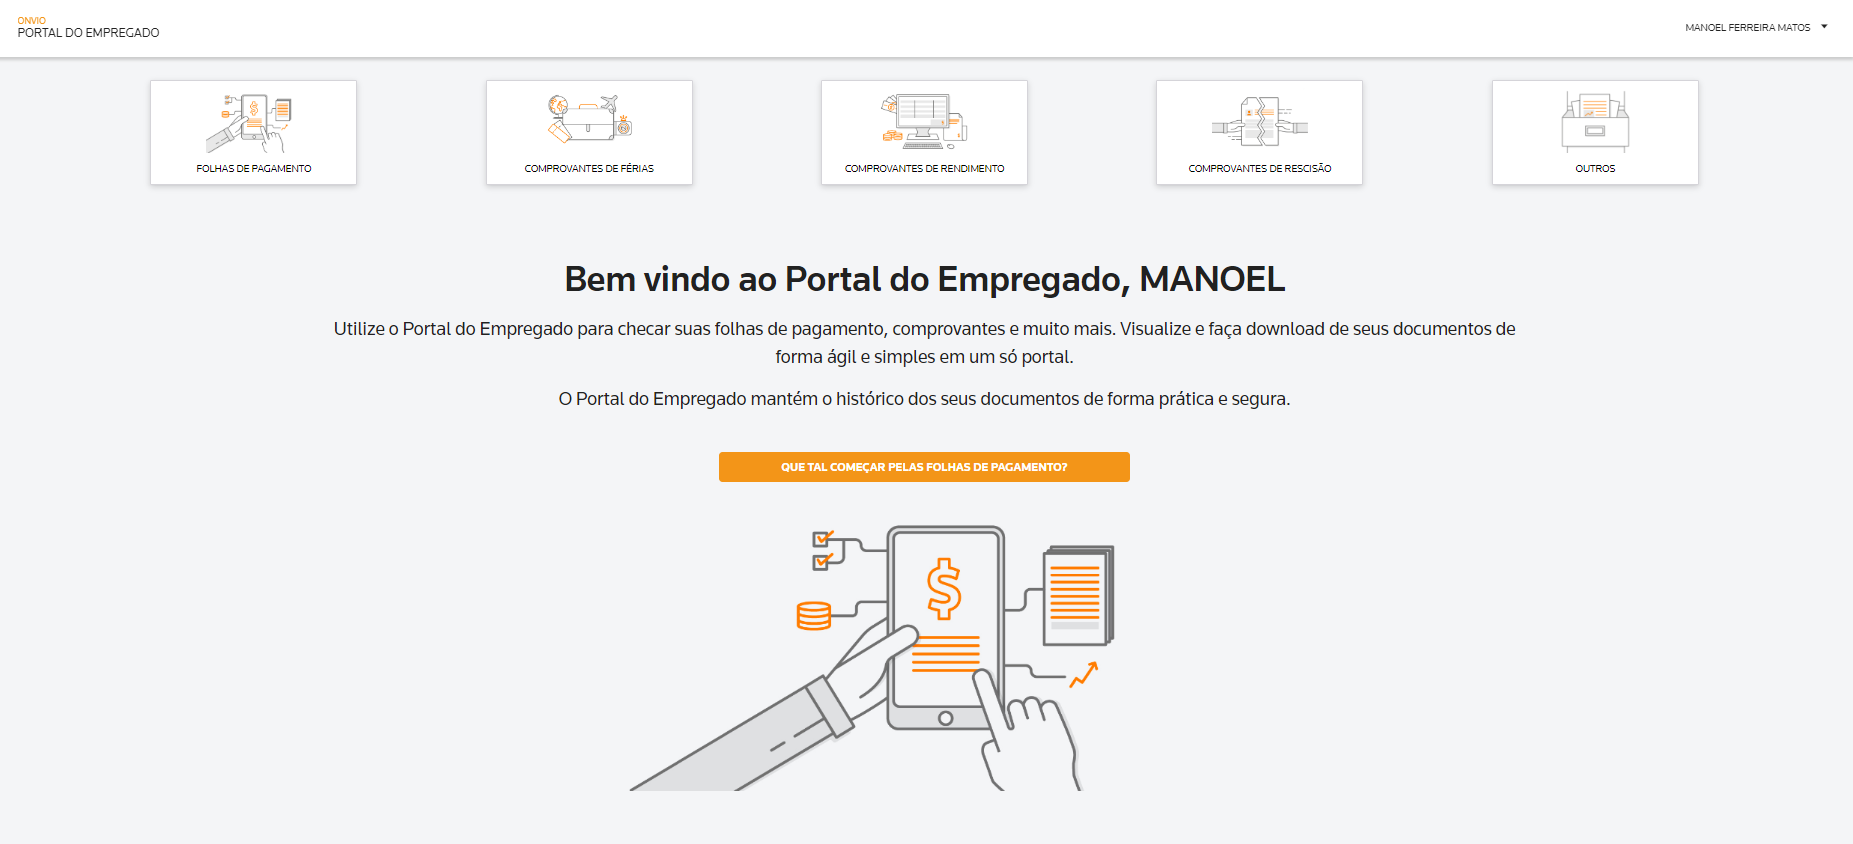 ONVIO
PORTAL DO EMPREGADO
MANOEL FERREIRA MATOS
FOLHAS DE PAGAMENTO
COMPROVANTES DE FÉRIAS
COMPROVANTES DE RENDIMENTO
COMPROVANTES DE RESCISÃO
OUTROS
Bem vindo ao Portal do Empregado, MANOEL
Utilize o Portal do Empregado para checar suas folhas de pagamento, comprovantes e muito mais. Visualize e faça download de seus documentos de
forma ágil e simples em um só portal.
O Portal do Empregado mantém o histórico dos seus documentos de forma prática e segura.
QUE TAL COMEÇAR PELAS FOLHAS DE PAGAMENTO?
$